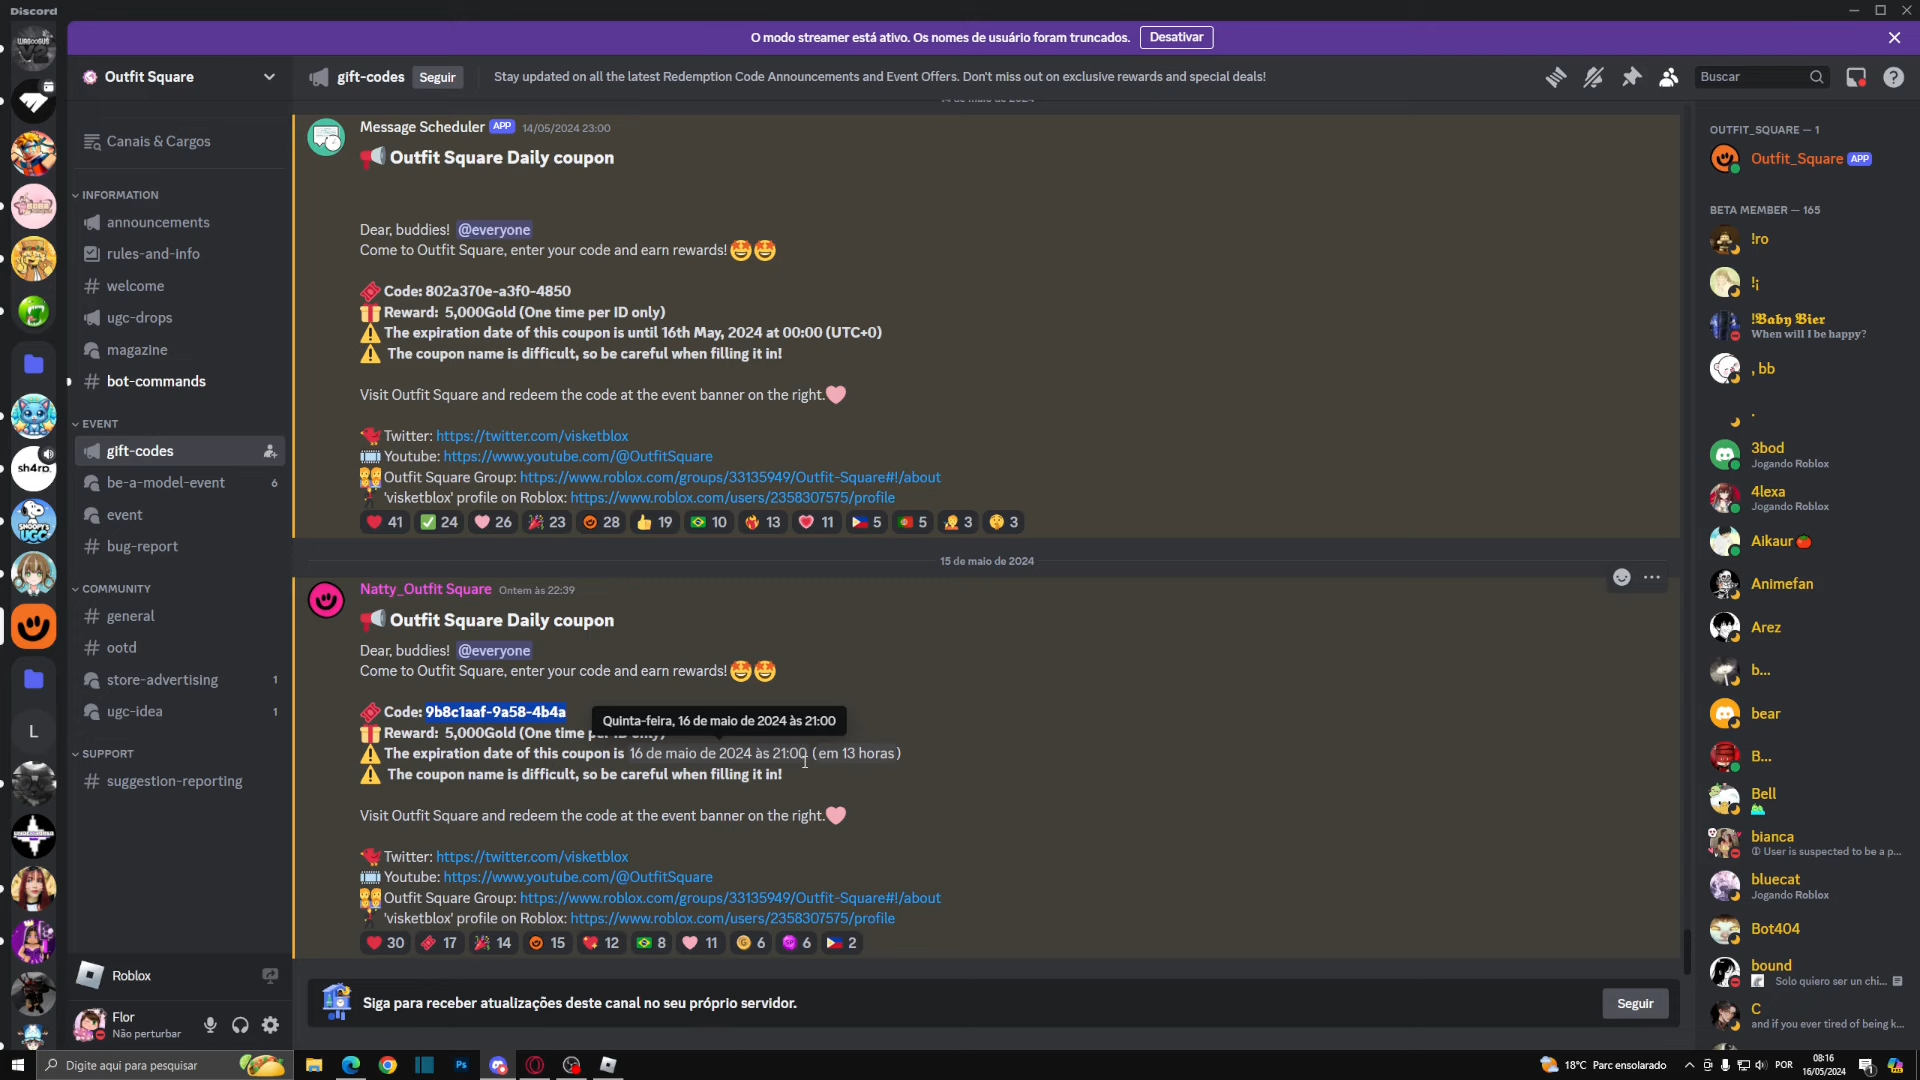 Discord
O modo streamer está ativo. Os nomes de usuário foram truncados. Desativar
Outfit Square
gift-codes Seguir
Stay updated on all the latest Redemption Code Announcements and Event Offers. Don't miss out on exclusive rewards and special deals!
Buscar
Canais & Cargos
INFORMATION
announcements
rules-and-info
welcome
ugc-drops
magazine
bot-commands
EVENT
gift-codes
be-a-model-event 6
event
bug-report
COMMUNITY
general
ootd
store-advertising 1
ugc-idea 1
SUPPORT
suggestion-reporting
sh4rp.
L
Roblox
Flor
Não perturbar
14 de maio de 2024
Message Scheduler APP 14/05/2024 23:00
Outfit Square Daily coupon
Dear, buddies! @everyone
Come to Outfit Square, enter your code and earn rewards!
Code: 802a370e-a3f0-4850
Reward: 5,000Gold (One time per ID only)
The expiration date of this coupon is until 16th May, 2024 at 00:00 (UTC+0)
The coupon name is difficult, so be careful when filling it in!
Visit Outfit Square and redeem the code at the event banner on the right.
Twitter: https://twitter.com/visketblox
Youtube: https://www.youtube.com/@OutfitSquare
Outfit Square Group: https://www.roblox.com/groups/33135949/Outfit-Square#!/about
'visketblox' profile on Roblox: https://www.roblox.com/users/2358307575/profile
41 24 26 23 28 19 10 13 11 5 5 3 3
15 de maio de 2024
Natty_Outfit Square Ontem às 22:39
Outfit Square Daily coupon
Dear, buddies! @everyone
Come to Outfit Square, enter your code and earn rewards!
Code: 9b8c1aaf-9a58-4b4a
Quinta-feira, 16 de maio de 2024 às 21:00
Reward: 5,000Gold (One time per ID only)
The expiration date of this coupon is 16 de maio de 2024 às 21:00 (em 13 horas)
The coupon name is difficult, so be careful when filling it in!
Visit Outfit Square and redeem the code at the event banner on the right.
Twitter: https://twitter.com/visketblox
Youtube: https://www.youtube.com/@OutfitSquare
Outfit Square Group: https://www.roblox.com/groups/33135949/Outfit-Square#!/about
'visketblox' profile on Roblox: https://www.roblox.com/users/2358307575/profile
30 17 14 15 12 8 11 6 6 2
Siga para receber atualizações deste canal no seu próprio servidor. Seguir
OUTFIT_SQUARE — 1
Outfit_Square APP
BETA MEMBER — 165
!ro
!¡
!𝕭𝖆𝖇𝖞 𝕭𝖎𝖊𝖗
When will I be happy?
, bb
.
3bod
Jogando Roblox
4lexa
Jogando Roblox
Aikaur
Animefan
Arez
b...
bear
B...
Bell
bianca
User is suspected to be a p...
bluecat
Jogando Roblox
Bot404
bound
Solo quiero ser un chi...
C
and if you ever tired of being k...
Digite aqui para pesquisar
Ps
18°C Parc ensolarado
POR
08:16
16/05/2024